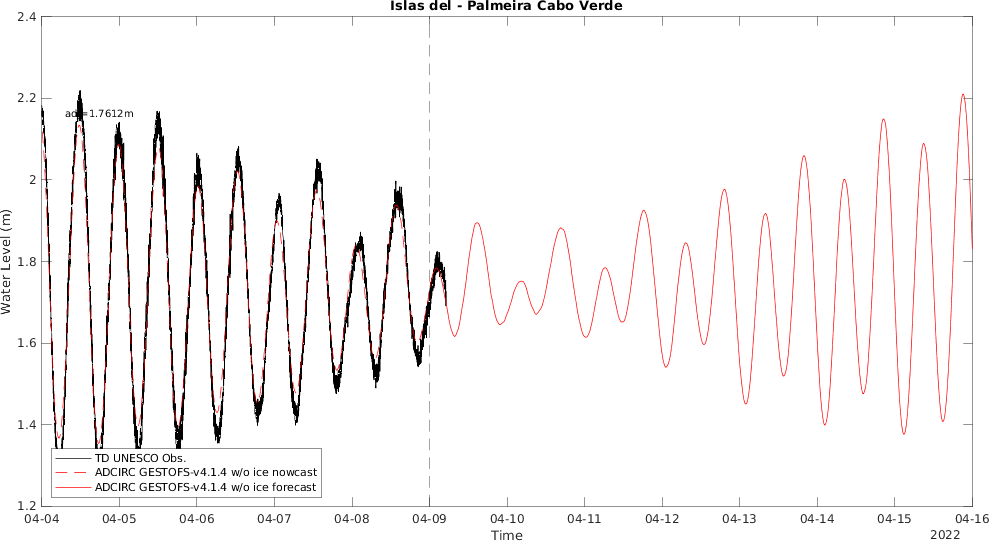 Islas del - Palmeira Cabo Verde
2.4
2.2
2
1.8
1.6
1.4
1.2
Water Level (m)
=1.7612m
TD UNESCO Obs.
ADCIRC GESTOFS-v4.1.4 w/o ice nowcast
ADCIRC GESTOFS-v4.1.4 w/o ice forecast
04-04 04-05 04-06 04-07 04-08 04-09 04-10 04-11 04-12 04-13 04-14 04-15 04-16
Time
2022